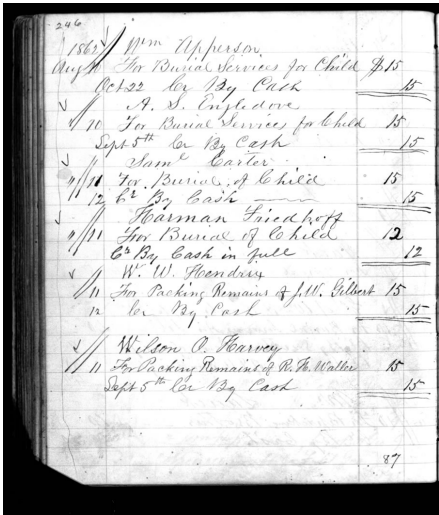 246
1862 Wm Apperson
Aug 10 For Burial Services for Child $15
Oct 22 Cr By Cash 15
A. S. Engledove
" 10 For Burial Services for Child 15
Sept 5th Cr By Cash 15
Saml Carter
" 11 For Burial of Child 15
12 Cr By Cash 15
Harman Friedhoff
" 11 For Burial of Child 12
Cr By Cash in full 12
W. W. Hendrix
11 For Packing Remains of J. W. Gilbert 15
12 Cr By Cash 15
Wilson O. Harvey
11 For Packing Remains of R. H. Waller 15
Sept 5th Cr By Cash 15
87